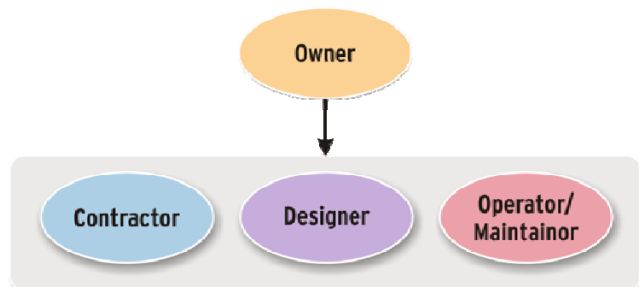 Owner
Contractor
Designer
Operator/
Maintainor